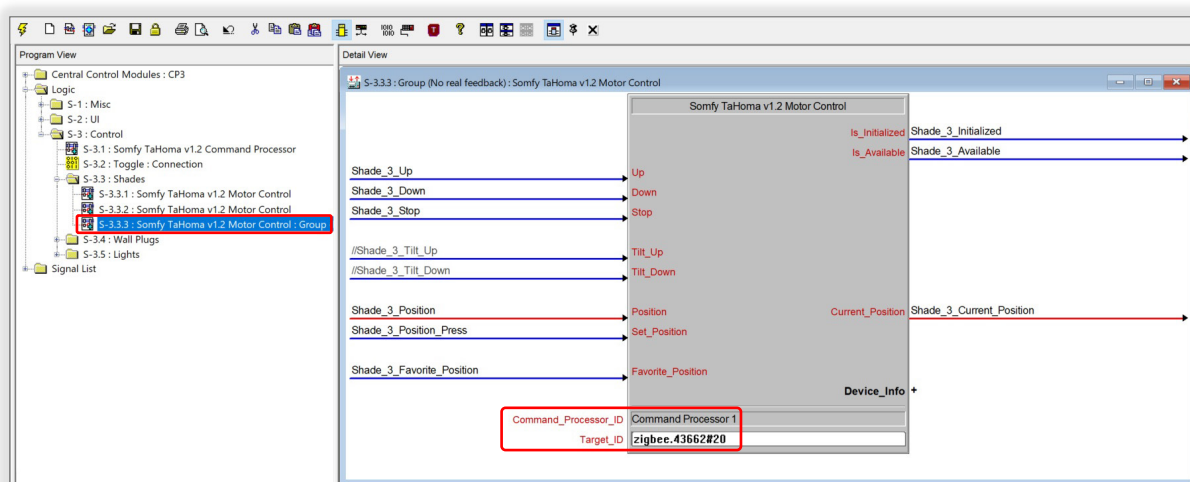 Program View
Detail View
Central Control Modules : CP3
Logic
S-1 : Misc
S-2 : UI
S-3 : Control
S-3.1 : Somfy TaHoma v1.2 Command Processor
S-3.2 : Toggle : Connection
S-3.3 : Shades
S-3.3.1 : Somfy TaHoma v1.2 Motor Control
S-3.3.2 : Somfy TaHoma v1.2 Motor Control
S-3.3.3 : Somfy TaHoma v1.2 Motor Control : Group
S-3.4 : Wall Plugs
S-3.5 : Lights
Signal List
S-3.3.3 : Group (No real feedback) : Somfy TaHoma v1.2 Motor Control
Somfy TaHoma v1.2 Motor Control
Is_Initialized Shade_3_Initialized
Is_Available Shade_3_Available
Shade_3_Up Up
Shade_3_Down Down
Shade_3_Stop Stop
//Shade_3_Tilt_Up Tilt_Up
//Shade_3_Tilt_Down Tilt_Down
Shade_3_Position Position Current_Position Shade_3_Current_Position
Shade_3_Position_Press Set_Position
Shade_3_Favorite_Position Favorite_Position
Device_Info +
Command_Processor_ID Command Processor 1
Target_ID zigbee.43662#20